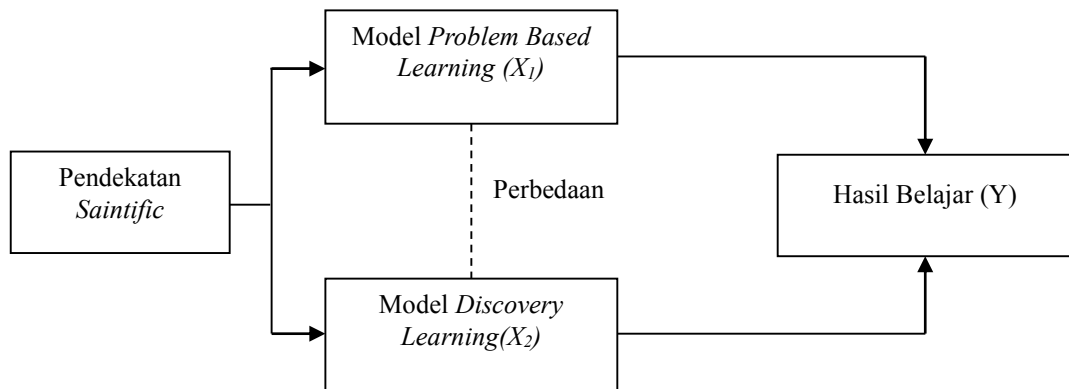 Model Problem Based
Learning (X₁)
Pendekatan
Saintific
Perbedaan
Hasil Belajar (Y)
Model Discovery
Learning(X₂)